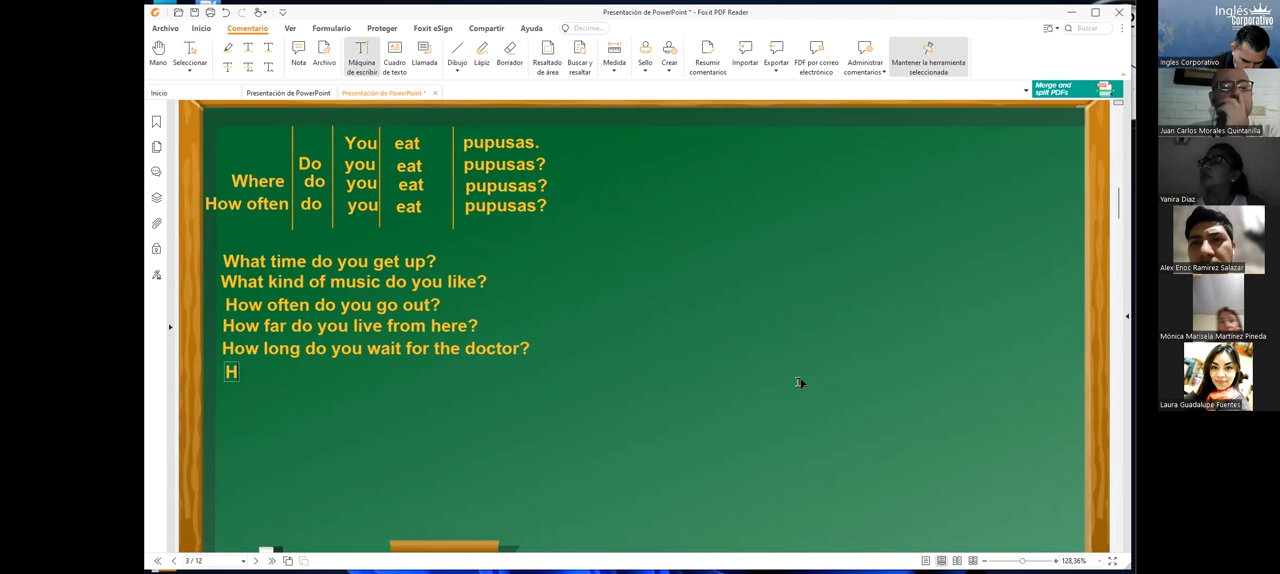 Presentación de PowerPoint * - Foxit PDF Reader
Archivo Inicio Comentario Ver Formulario Proteger Foxit eSign Compartir Ayuda Decirme... Buscar
Mano Seleccionar Nota Archivo Máquina de escribir Cuadro de texto Llamada Dibujo Lápiz Borrador Resaltado de área Buscar y resaltar Medida Sello Crear Resumir comentarios Importar Exportar PDF por correo electrónico Administrar comentarios Mantener la herramienta seleccionada
Inicio Presentación de PowerPoint Presentación de PowerPoint * Merge and split PDFs
You eat pupusas.
Do you eat pupusas?
Where do you eat pupusas?
How often do you eat pupusas?
What time do you get up?
What kind of music do you like?
How often do you go out?
How far do you live from here?
How long do you wait for the doctor?
H
3 / 12
128,36%
Inglés Corporativo
Ingles Corporativo
Juan Carlos Morales Quintanilla
Yanira Diaz
Alex Enoc Ramirez Salazar
Mónica Marisela Martínez Pineda
Laura Guadalupe Fuentes